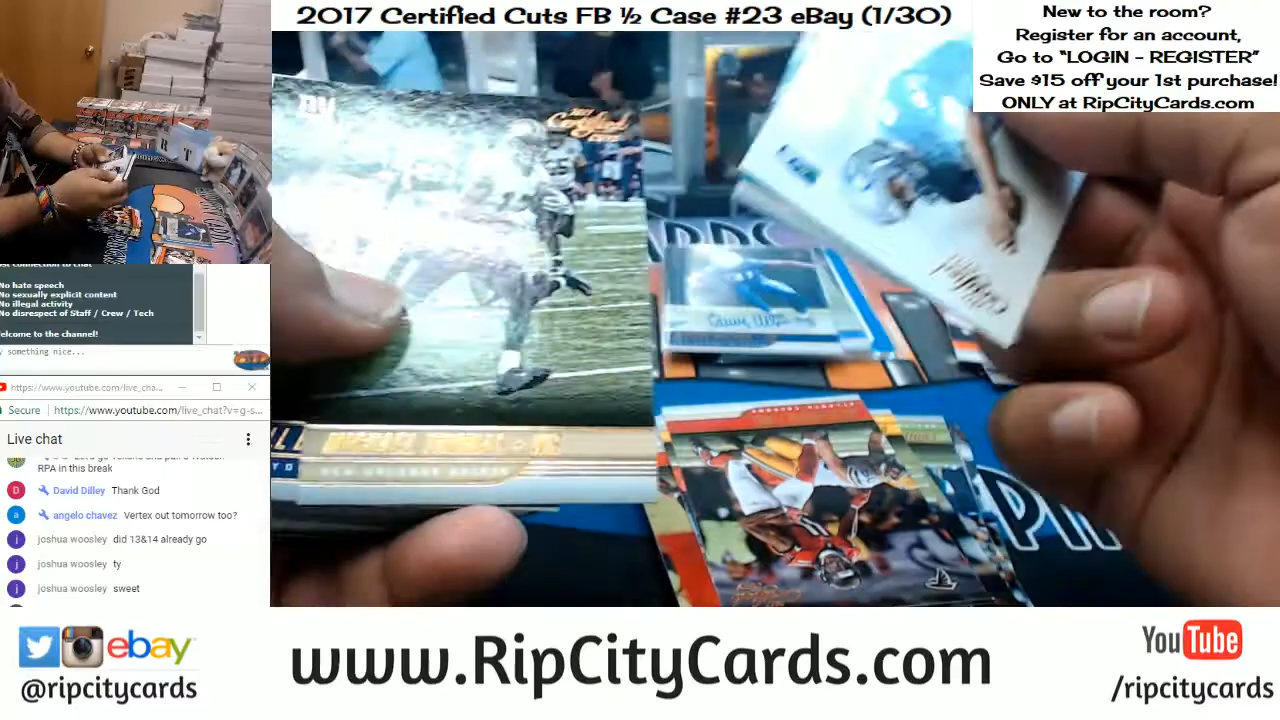 2017 Certified Cuts FB ½ Case #23 eBay (1/30)
New to the room?
Register for an account,
Go to “LOGIN - REGISTER”
Save $15 off your 1st purchase!
ONLY at RipCityCards.com
No hate speech
No sexually explicit content
No illegal activity
No disrespect of Staff / Crew / Tech
elcome to the channel!
y something nice...
https://www.youtube.com/live_cha...
Secure
https://www.youtube.com/live_chat?v=g-s...
Live chat
RPA in this break
David Dilley Thank God
angelo chavez Vertex out tomorrow too?
joshua woosley did 13&14 already go
joshua woosley ty
joshua woosley sweet
ebay
@ripcitycards
www.RipCityCards.com
YouTube
/ripcitycards